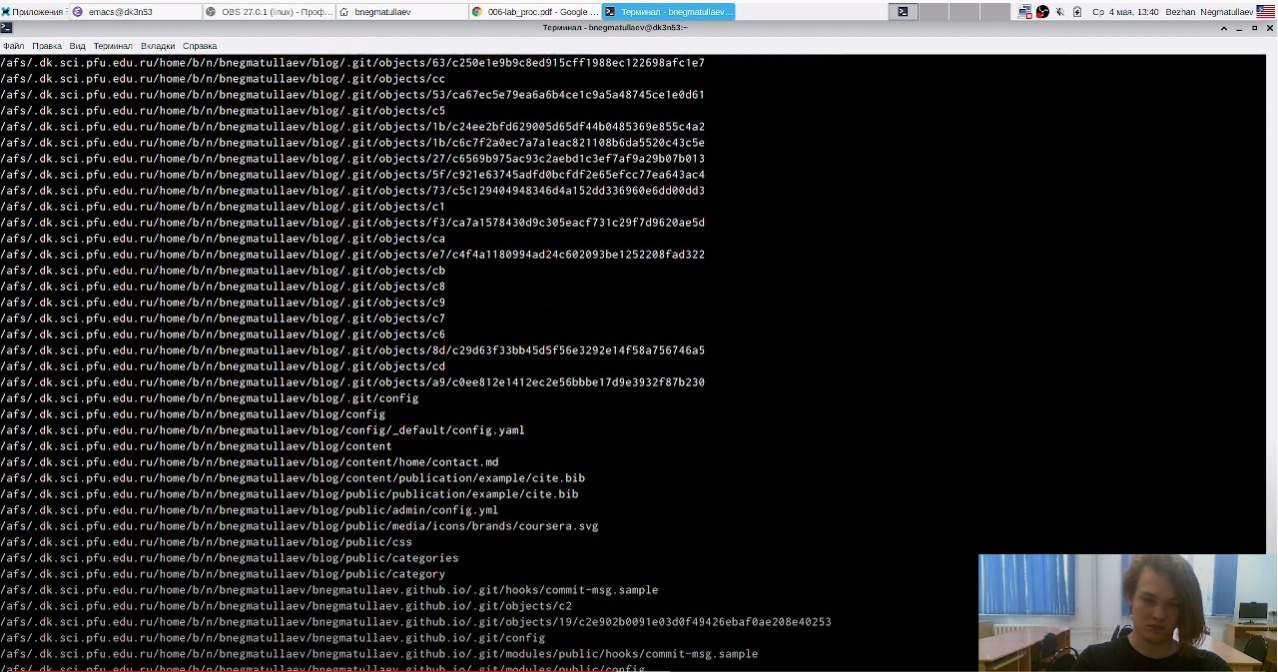 Приложения emacs@dk3n53 OBS 27.0.1 (linux) - Проф... bnegmatullaev 006-lab_proc.pdf - Google ... Терминал - bnegmatullaev... Ср 4 мая, 13:40 Bezhan Negmatullaev
Терминал - bnegmatullaev@dk3n53:~
Файл Правка Вид Терминал Вкладки Справка
/afs/.dk.sci.pfu.edu.ru/home/b/n/bnegmatullaev/blog/.git/objects/63/c250e1e9b9c8ed915cff1988ec122698afc1e7
/afs/.dk.sci.pfu.edu.ru/home/b/n/bnegmatullaev/blog/.git/objects/cc
/afs/.dk.sci.pfu.edu.ru/home/b/n/bnegmatullaev/blog/.git/objects/53/ca67ec5e79ea6a6b4ce1c9a5a48745ce1e0d61
/afs/.dk.sci.pfu.edu.ru/home/b/n/bnegmatullaev/blog/.git/objects/c5
/afs/.dk.sci.pfu.edu.ru/home/b/n/bnegmatullaev/blog/.git/objects/1b/c24ee2bfd629005d65df44b0485369e855c4a2
/afs/.dk.sci.pfu.edu.ru/home/b/n/bnegmatullaev/blog/.git/objects/1b/c6c7f2a0ec7a7a1eac821108b6da5520c43c5e
/afs/.dk.sci.pfu.edu.ru/home/b/n/bnegmatullaev/blog/.git/objects/27/c6569b975ac93c2aebd1c3ef7af9a29b07b013
/afs/.dk.sci.pfu.edu.ru/home/b/n/bnegmatullaev/blog/.git/objects/5f/c921e63745adfd0bcfdf2e65efcc77ea643ac4
/afs/.dk.sci.pfu.edu.ru/home/b/n/bnegmatullaev/blog/.git/objects/73/c5c129404948346d4a152dd336960e6dd00dd3
/afs/.dk.sci.pfu.edu.ru/home/b/n/bnegmatullaev/blog/.git/objects/c1
/afs/.dk.sci.pfu.edu.ru/home/b/n/bnegmatullaev/blog/.git/objects/f3/ca7a1578430d9c305eacf731c29f7d9620ae5d
/afs/.dk.sci.pfu.edu.ru/home/b/n/bnegmatullaev/blog/.git/objects/ca
/afs/.dk.sci.pfu.edu.ru/home/b/n/bnegmatullaev/blog/.git/objects/e7/c4f4a1180994ad24c602093be1252208fad322
/afs/.dk.sci.pfu.edu.ru/home/b/n/bnegmatullaev/blog/.git/objects/cb
/afs/.dk.sci.pfu.edu.ru/home/b/n/bnegmatullaev/blog/.git/objects/c8
/afs/.dk.sci.pfu.edu.ru/home/b/n/bnegmatullaev/blog/.git/objects/c9
/afs/.dk.sci.pfu.edu.ru/home/b/n/bnegmatullaev/blog/.git/objects/c7
/afs/.dk.sci.pfu.edu.ru/home/b/n/bnegmatullaev/blog/.git/objects/c6
/afs/.dk.sci.pfu.edu.ru/home/b/n/bnegmatullaev/blog/.git/objects/8d/c29d63f33bb45d5f56e3292e14f58a756746a5
/afs/.dk.sci.pfu.edu.ru/home/b/n/bnegmatullaev/blog/.git/objects/cd
/afs/.dk.sci.pfu.edu.ru/home/b/n/bnegmatullaev/blog/.git/objects/a9/c0ee812e1412ec2e56bbbe17d9e3932f87b230
/afs/.dk.sci.pfu.edu.ru/home/b/n/bnegmatullaev/blog/.git/config
/afs/.dk.sci.pfu.edu.ru/home/b/n/bnegmatullaev/blog/config
/afs/.dk.sci.pfu.edu.ru/home/b/n/bnegmatullaev/blog/config/_default/config.yaml
/afs/.dk.sci.pfu.edu.ru/home/b/n/bnegmatullaev/blog/content
/afs/.dk.sci.pfu.edu.ru/home/b/n/bnegmatullaev/blog/content/home/contact.md
/afs/.dk.sci.pfu.edu.ru/home/b/n/bnegmatullaev/blog/content/publication/example/cite.bib
/afs/.dk.sci.pfu.edu.ru/home/b/n/bnegmatullaev/blog/public/publication/example/cite.bib
/afs/.dk.sci.pfu.edu.ru/home/b/n/bnegmatullaev/blog/public/admin/config.yml
/afs/.dk.sci.pfu.edu.ru/home/b/n/bnegmatullaev/blog/public/media/icons/brands/coursera.svg
/afs/.dk.sci.pfu.edu.ru/home/b/n/bnegmatullaev/blog/public/css
/afs/.dk.sci.pfu.edu.ru/home/b/n/bnegmatullaev/blog/public/categories
/afs/.dk.sci.pfu.edu.ru/home/b/n/bnegmatullaev/blog/public/category
/afs/.dk.sci.pfu.edu.ru/home/b/n/bnegmatullaev/bnegmatullaev.github.io/.git/hooks/commit-msg.sample
/afs/.dk.sci.pfu.edu.ru/home/b/n/bnegmatullaev/bnegmatullaev.github.io/.git/objects/c2
/afs/.dk.sci.pfu.edu.ru/home/b/n/bnegmatullaev/bnegmatullaev.github.io/.git/objects/19/c2e902b0091e03d0f49426ebaf0ae208e40253
/afs/.dk.sci.pfu.edu.ru/home/b/n/bnegmatullaev/bnegmatullaev.github.io/.git/config
/afs/.dk.sci.pfu.edu.ru/home/b/n/bnegmatullaev/bnegmatullaev.github.io/.git/modules/public/hooks/commit-msg.sample
/afs/.dk.sci.pfu.edu.ru/home/b/n/bnegmatullaev/bnegmatullaev.github.io/.git/modules/public/config